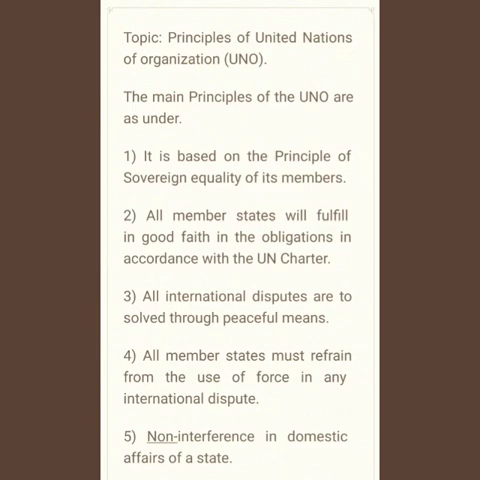 Topic: Principles of United Nations
of organization (UNO).
The main Principles of the UNO are
as under.
1) It is based on the Principle of
Sovereign equality of its members.
2) All member states will fulfill
in good faith in the obligations in
accordance with the UN Charter.
3) All international disputes are to
solved through peaceful means.
4) All member states must refrain
from the use of force in any
international dispute.
5) Non-interference in domestic
affairs of a state.